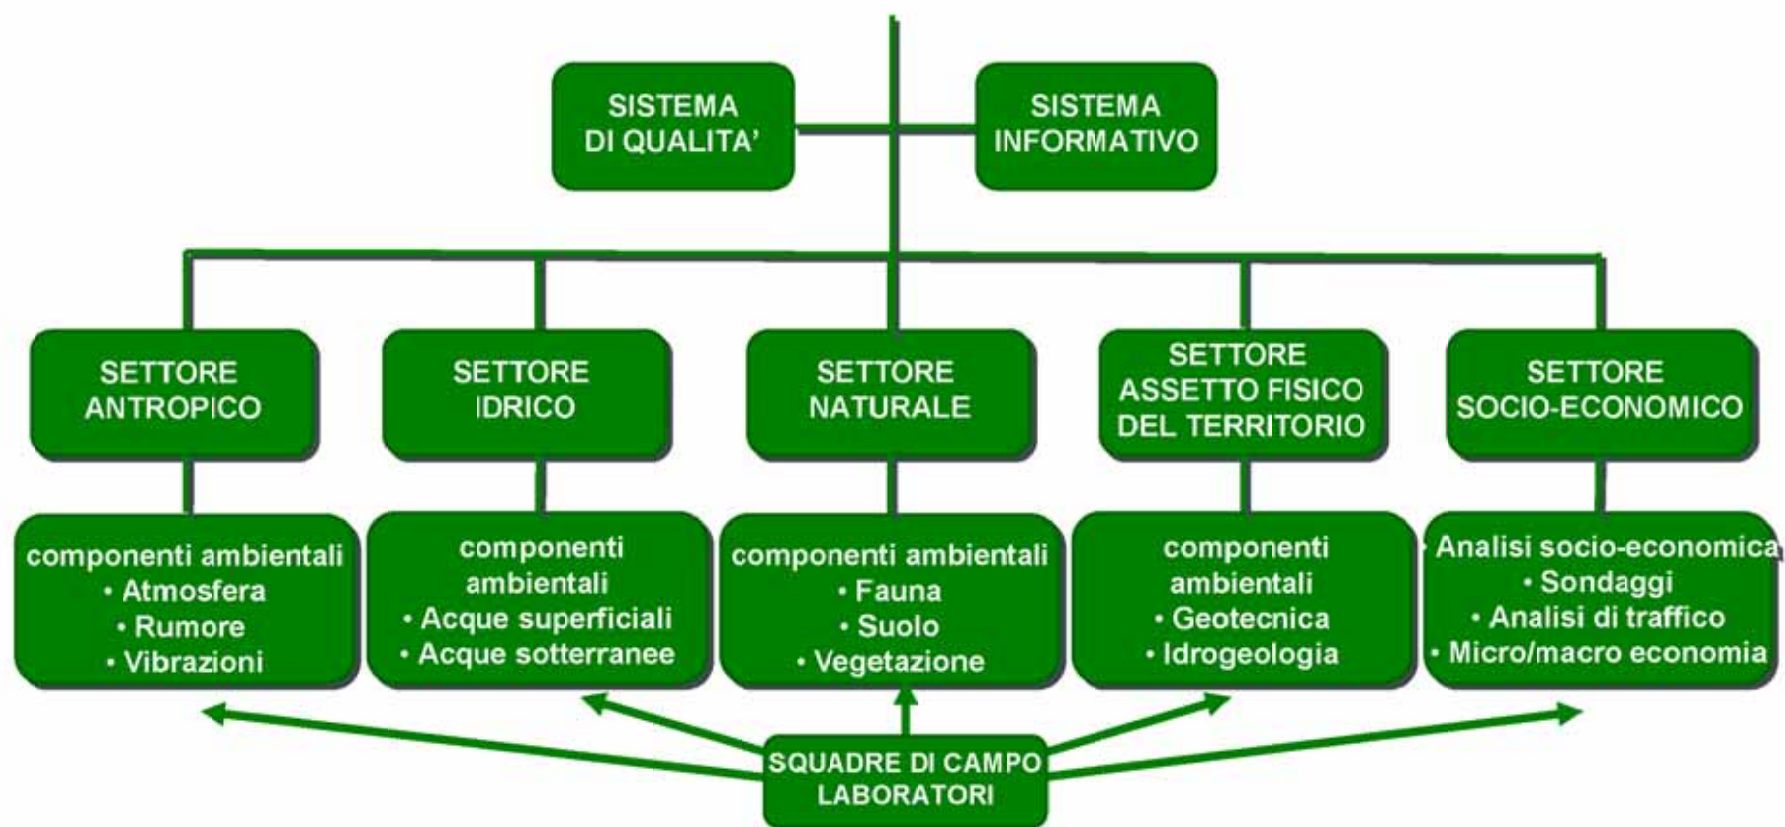 SISTEMA
DI QUALITA'
SISTEMA
INFORMATIVO
SETTORE
ANTROPICO
SETTORE
IDRICO
SETTORE
NATURALE
SETTORE
ASSETTO FISICO
DEL TERRITORIO
SETTORE
SOCIO-ECONOMICO
componenti ambientali
• Atmosfera
• Rumore
• Vibrazioni
componenti
ambientali
• Acque superficiali
• Acque sotterranee
componenti ambientali
• Fauna
• Suolo
• Vegetazione
componenti
ambientali
• Geotecnica
• Idrogeologia
• Analisi socio-economica
• Sondaggi
• Analisi di traffico
• Micro/macro economia
SQUADRE DI CAMPO
LABORATORI